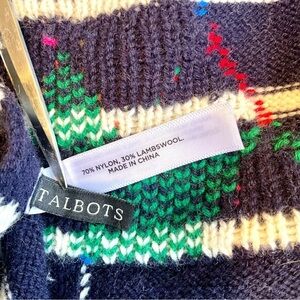 70% NYLON, 30% LAMBSWOOL.
MADE IN CHINA
TALBOTS